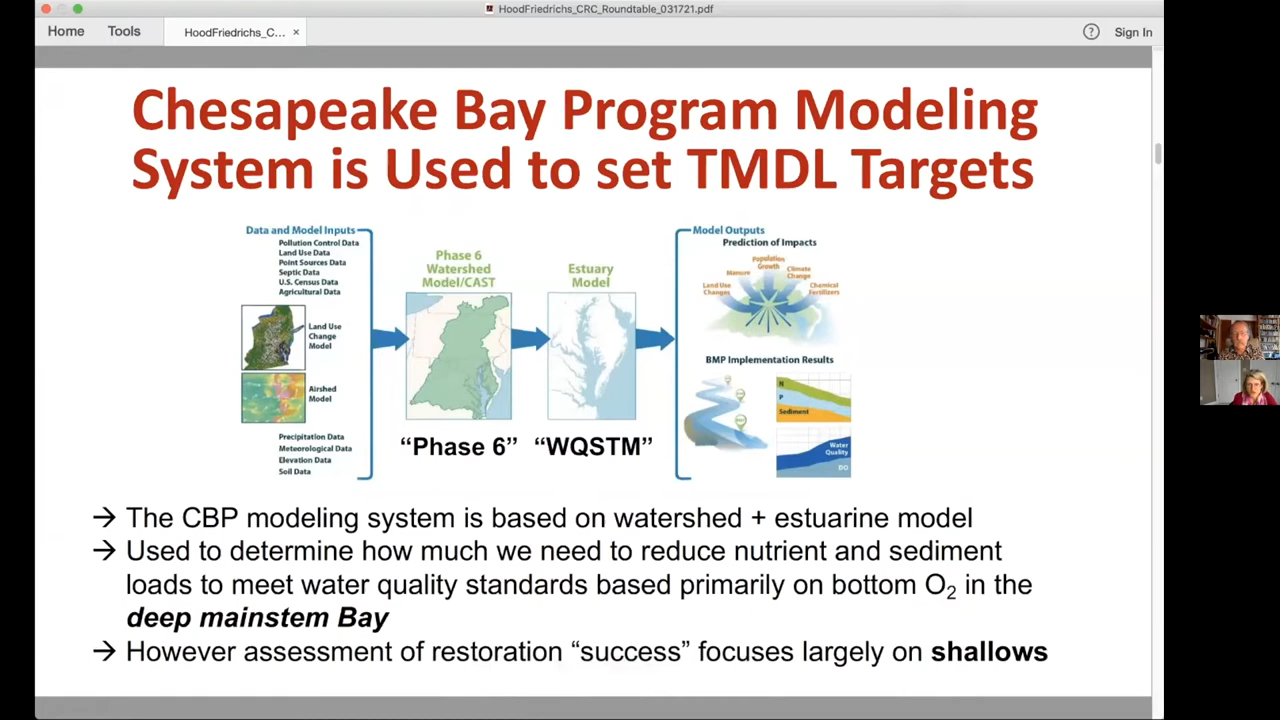 HoodFriedrichs_CRC_Roundtable_031721.pdf
Home
Tools
HoodFriedrichs_C... ×
?
Sign In
Chesapeake Bay Program Modeling
System is Used to set TMDL Targets
Data and Model Inputs
Pollution Control Data
Land Use Data
Point Sources Data
Septic Data
U.S. Census Data
Agricultural Data
Land Use
Change
Model
Airshed
Model
Precipitation Data
Meteorological Data
Elevation Data
Soil Data
Phase 6
Watershed
Model/CAST
“Phase 6”
Estuary
Model
“WQSTM”
Model Outputs
Prediction of Impacts
Population
Growth
Manure
Climate
Change
Land Use
Changes
Chemical
Fertilizers
BMP Implementation Results
N
P
Sediment
Water
Quality
DO
→ The CBP modeling system is based on watershed + estuarine model
→ Used to determine how much we need to reduce nutrient and sediment
loads to meet water quality standards based primarily on bottom O₂ in the
deep mainstem Bay
→ However assessment of restoration “success” focuses largely on shallows